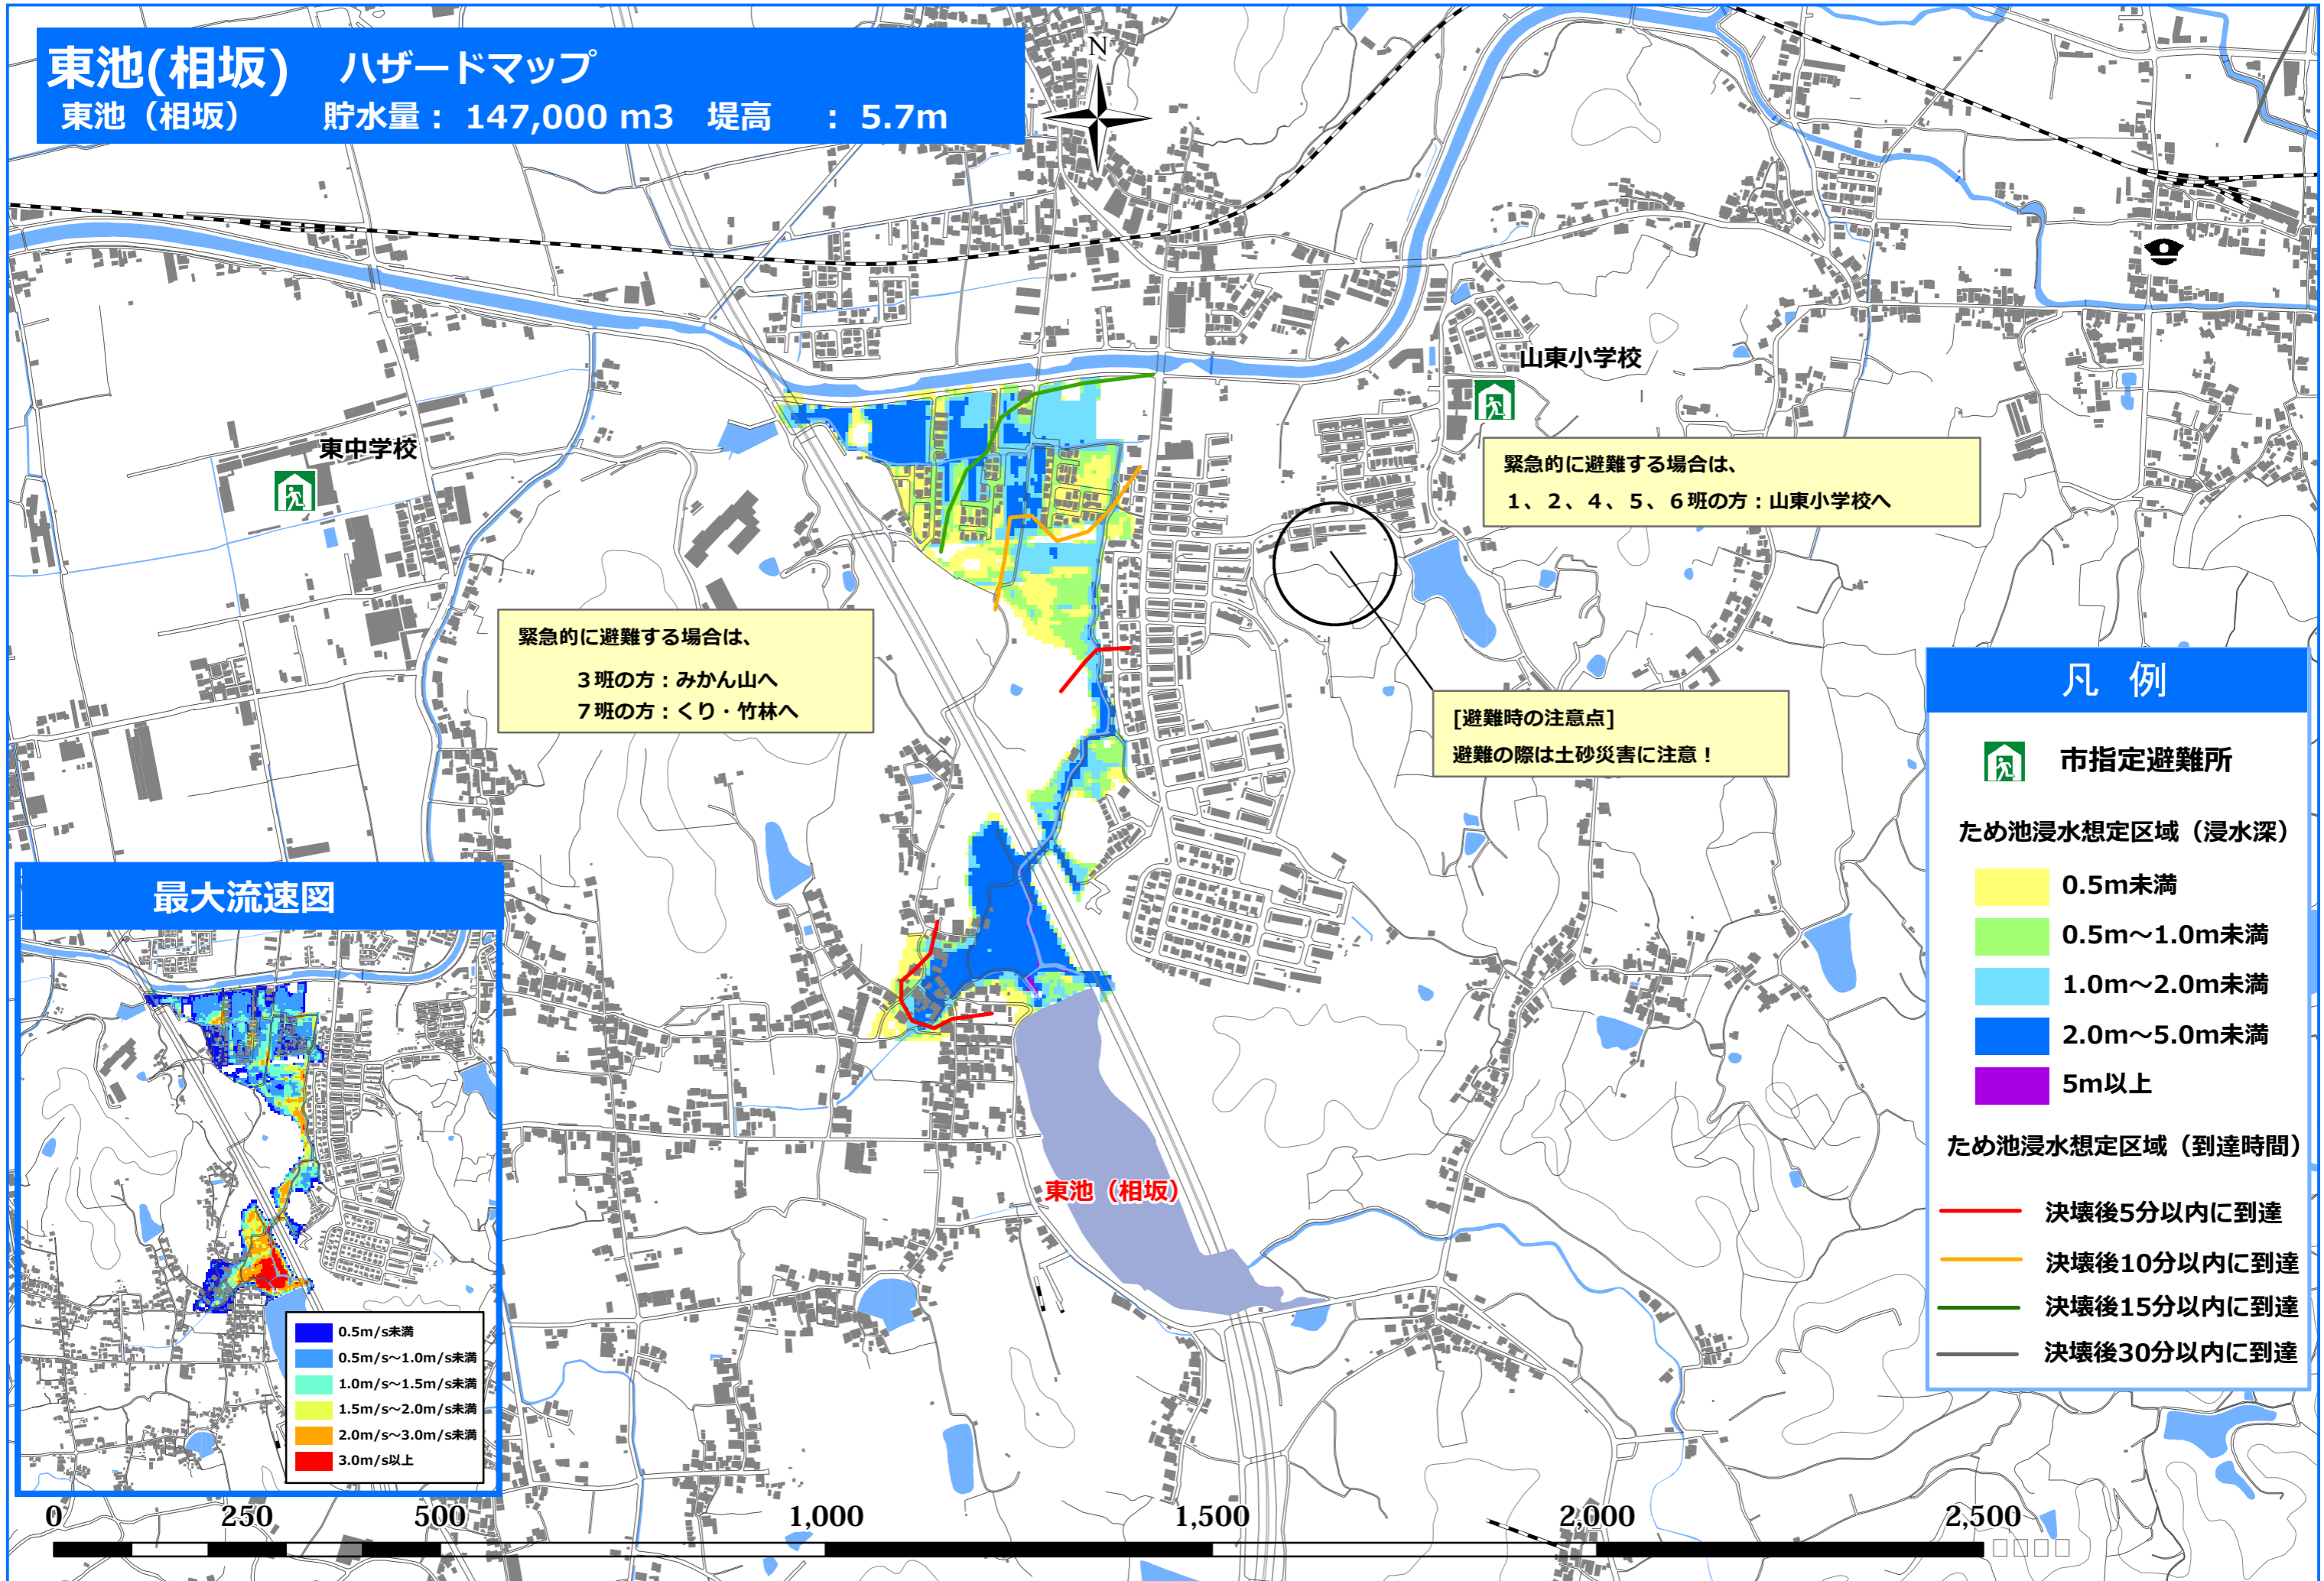 東池(相坂)　ハザードマップ
東池（相坂）　貯水量： 147,000 m3　堤高　： 5.7m
N
山東小学校
東中学校
緊急的に避難する場合は、
1、2、4、5、6班の方：山東小学校へ
緊急的に避難する場合は、
3班の方：みかん山へ
7班の方：くり・竹林へ
[避難時の注意点]
避難の際は土砂災害に注意！
東池（相坂）
凡 例
市指定避難所
ため池浸水想定区域（浸水深）
0.5m未満
0.5m～1.0m未満
1.0m～2.0m未満
2.0m～5.0m未満
5m以上
ため池浸水想定区域（到達時間）
決壊後5分以内に到達
決壊後10分以内に到達
決壊後15分以内に到達
決壊後30分以内に到達
最大流速図
0.5m/s未満
0.5m/s～1.0m/s未満
1.0m/s～1.5m/s未満
1.5m/s～2.0m/s未満
2.0m/s～3.0m/s未満
3.0m/s以上
0 250 500 1,000 1,500 2,000 2,500